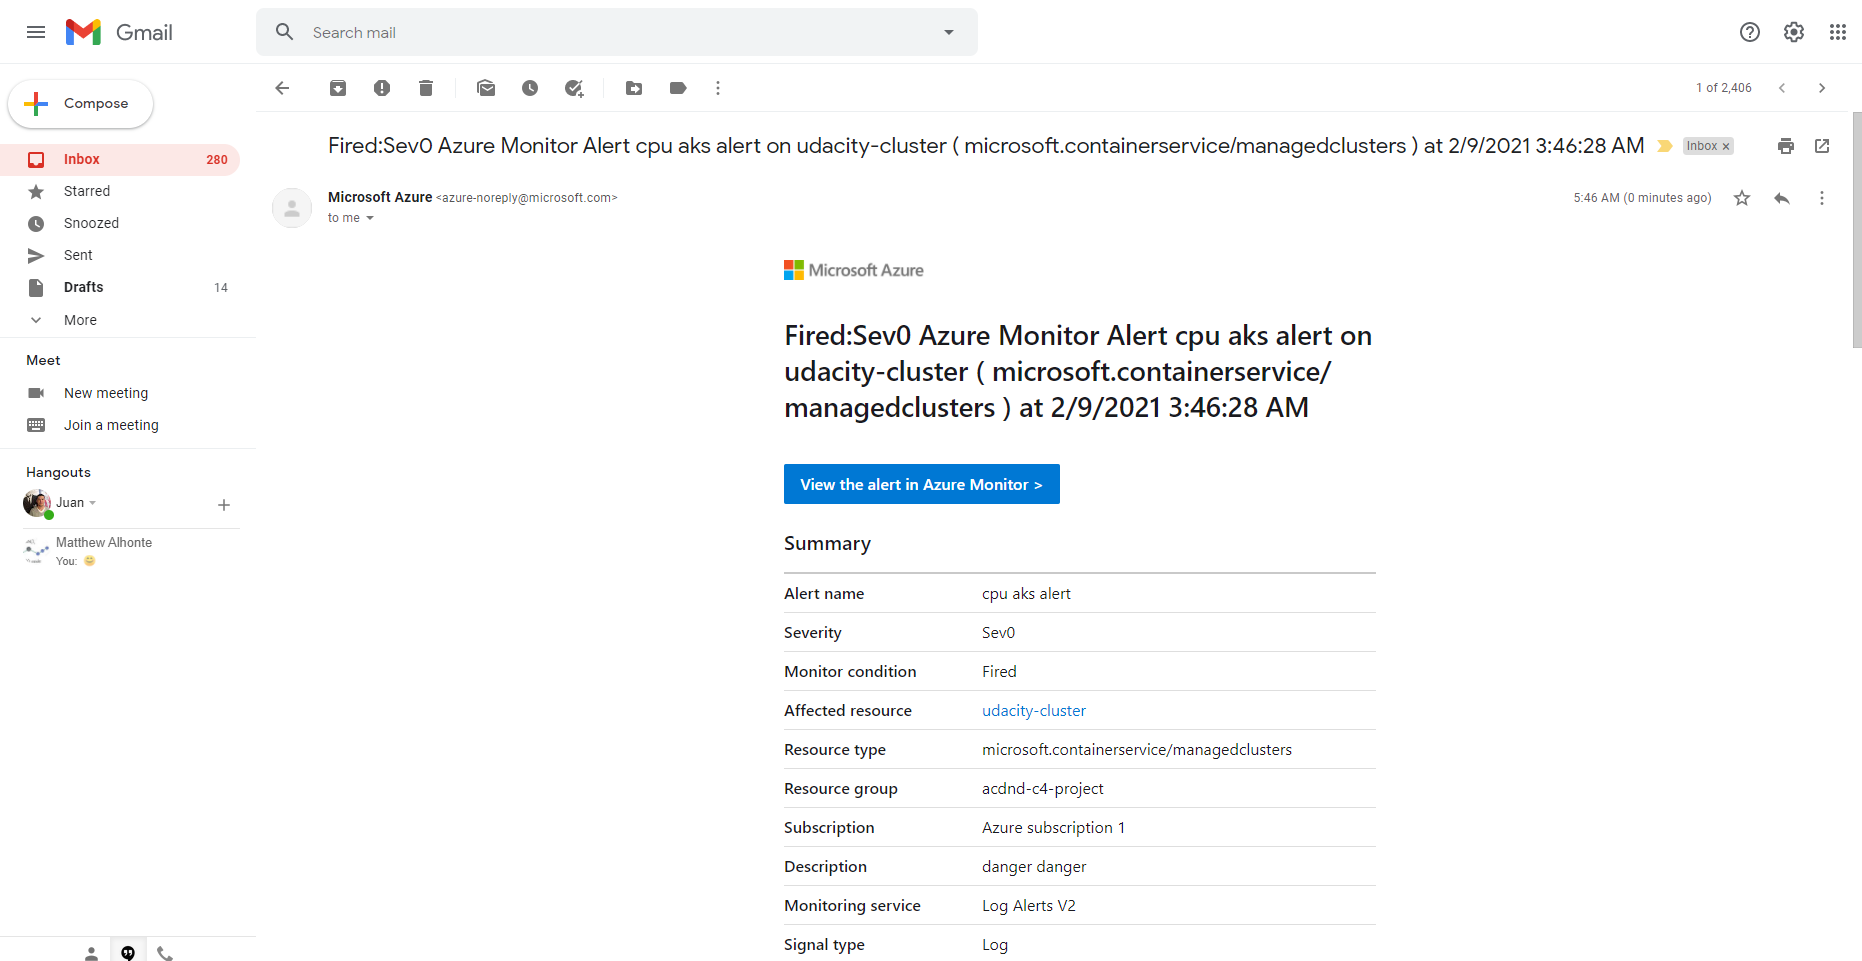 Gmail
Search mail
Compose
1 of 2,406
Inbox 280
Starred
Snoozed
Sent
Drafts 14
More
Meet
New meeting
Join a meeting
Hangouts
Juan
Matthew Alhonte
You: 😊
Fired:Sev0 Azure Monitor Alert cpu aks alert on udacity-cluster ( microsoft.containerservice/managedclusters ) at 2/9/2021 3:46:28 AM
Inbox x
Microsoft Azure <azure-noreply@microsoft.com>
5:46 AM (0 minutes ago)
to me
Microsoft Azure
Fired:Sev0 Azure Monitor Alert cpu aks alert on
udacity-cluster ( microsoft.containerservice/
managedclusters ) at 2/9/2021 3:46:28 AM
View the alert in Azure Monitor >
Summary
Alert name cpu aks alert
Severity Sev0
Monitor condition Fired
Affected resource udacity-cluster
Resource type microsoft.containerservice/managedclusters
Resource group acdnd-c4-project
Subscription Azure subscription 1
Description danger danger
Monitoring service Log Alerts V2
Signal type Log